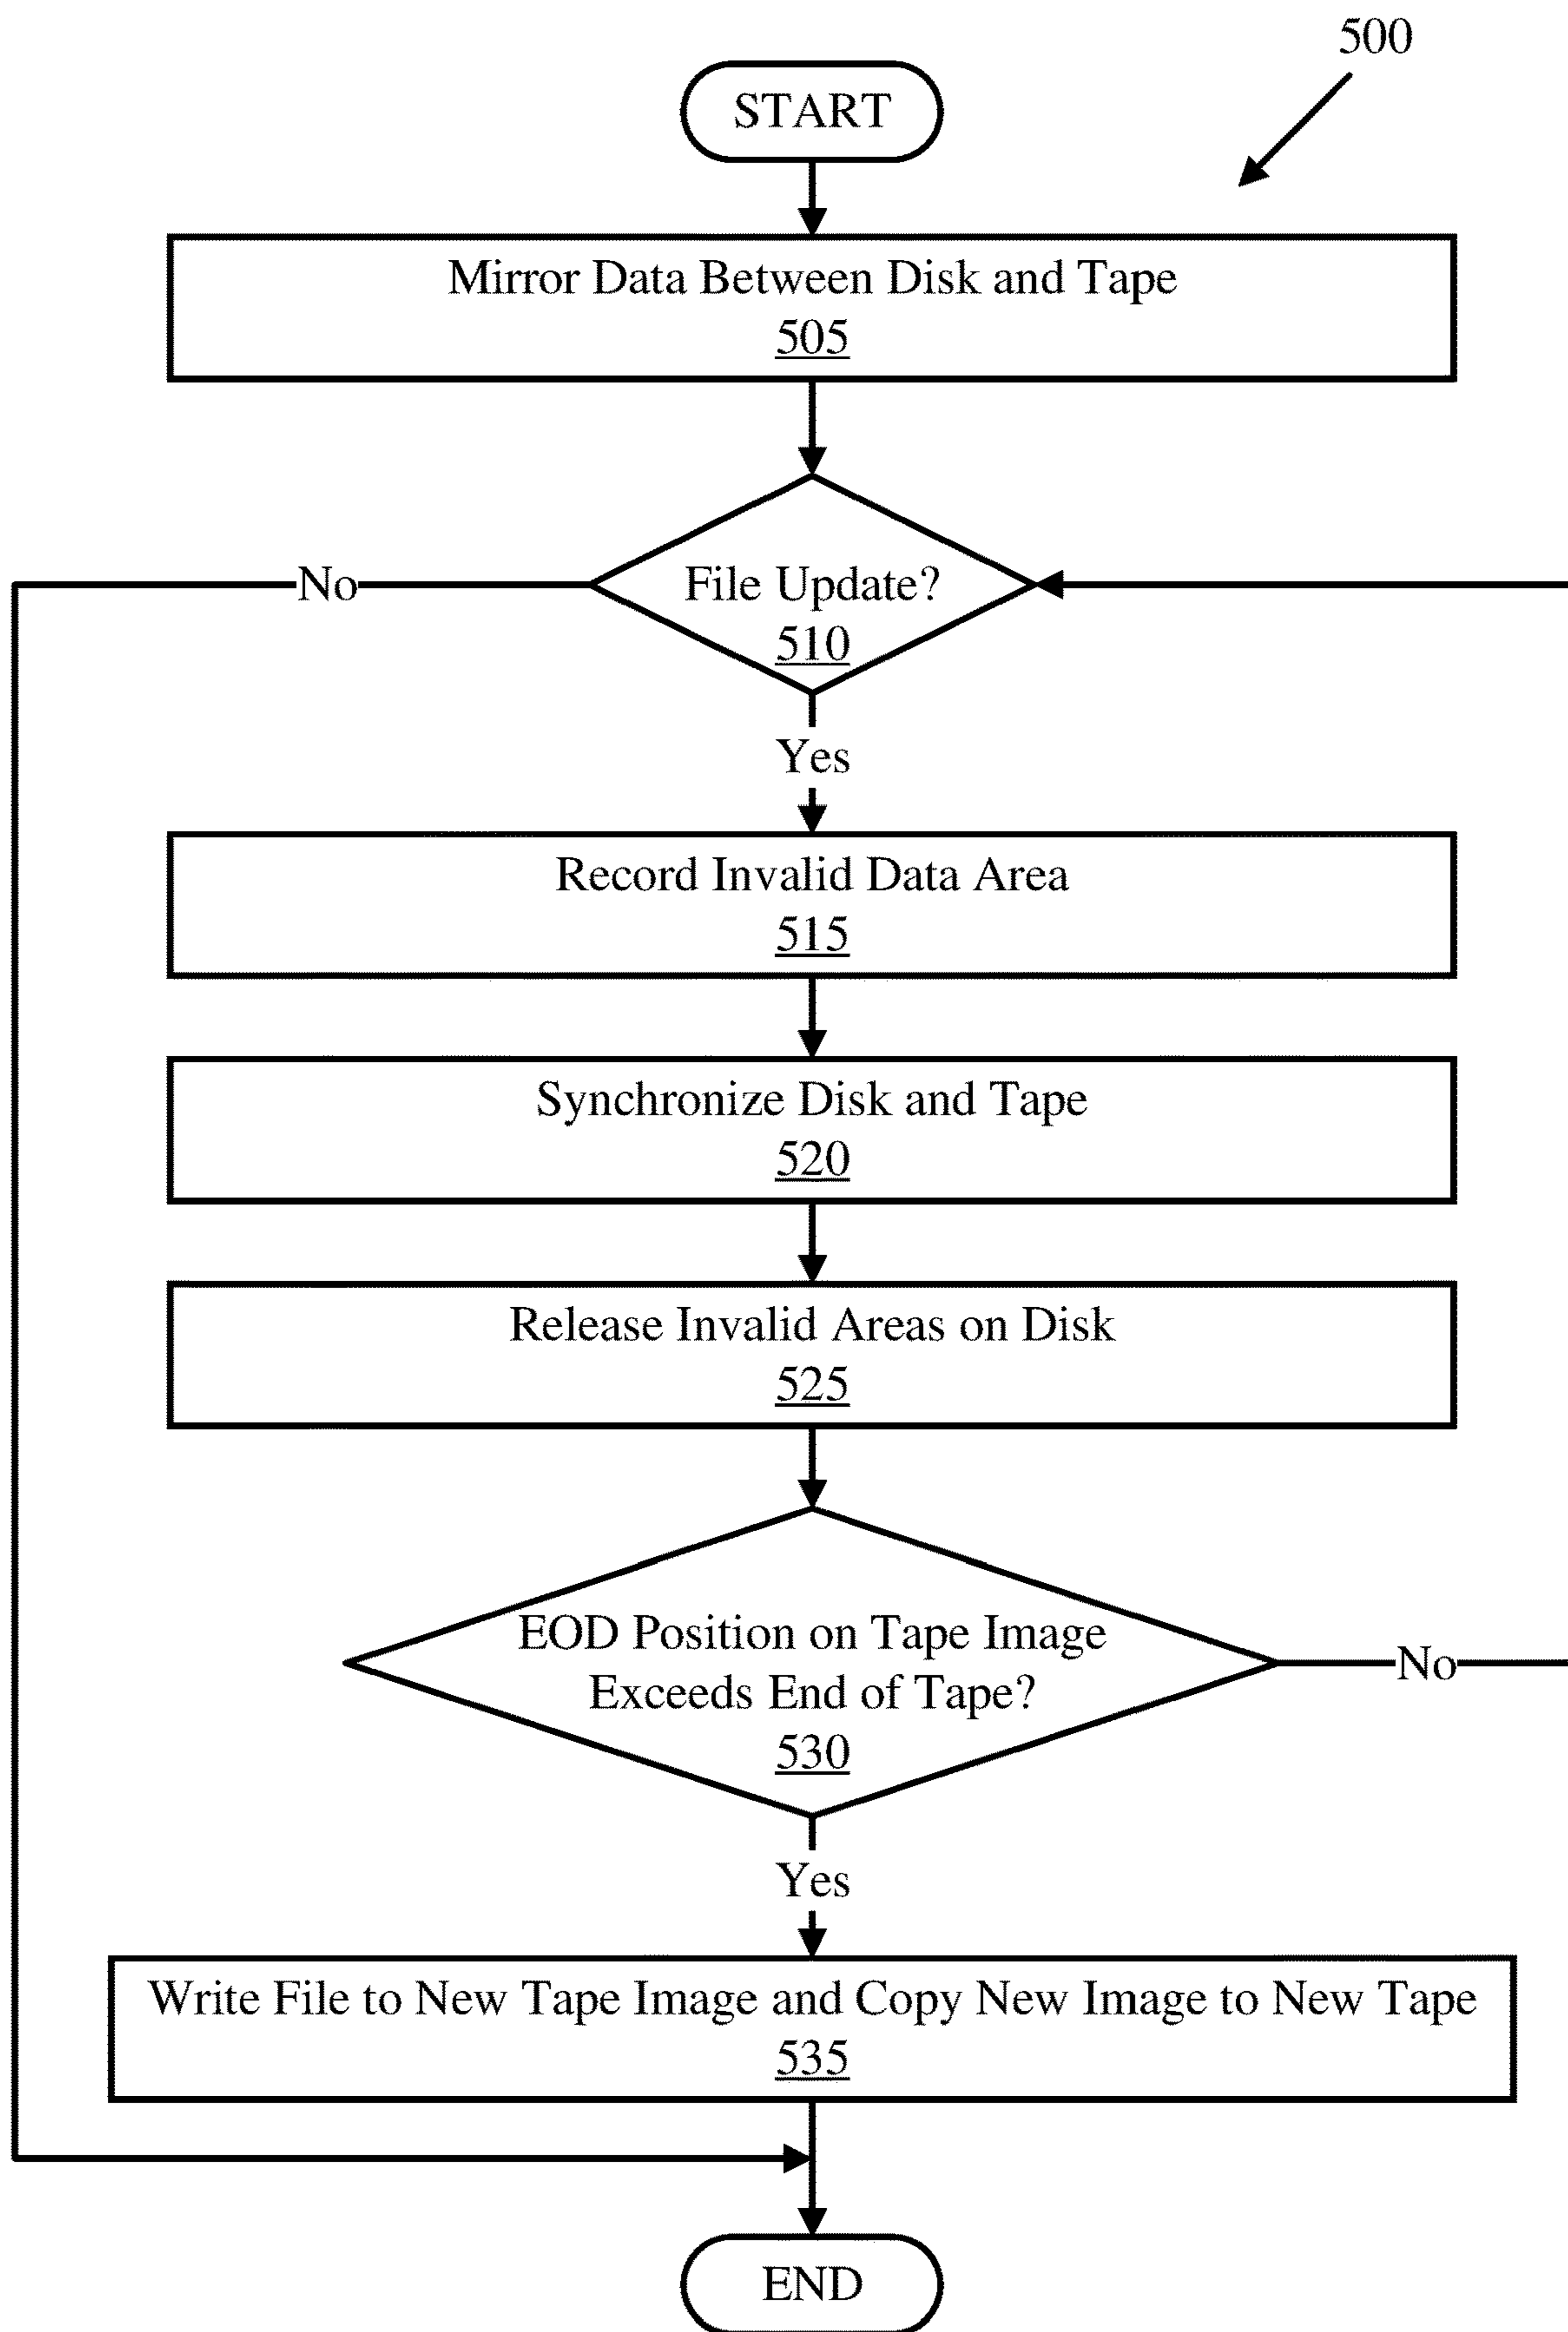 500
START
Mirror Data Between Disk and Tape
505
File Update?
510
No
Yes
Record Invalid Data Area
515
Synchronize Disk and Tape
520
Release Invalid Areas on Disk
525
EOD Position on Tape Image
Exceeds End of Tape?
530
No
Yes
Write File to New Tape Image and Copy New Image to New Tape
535
END